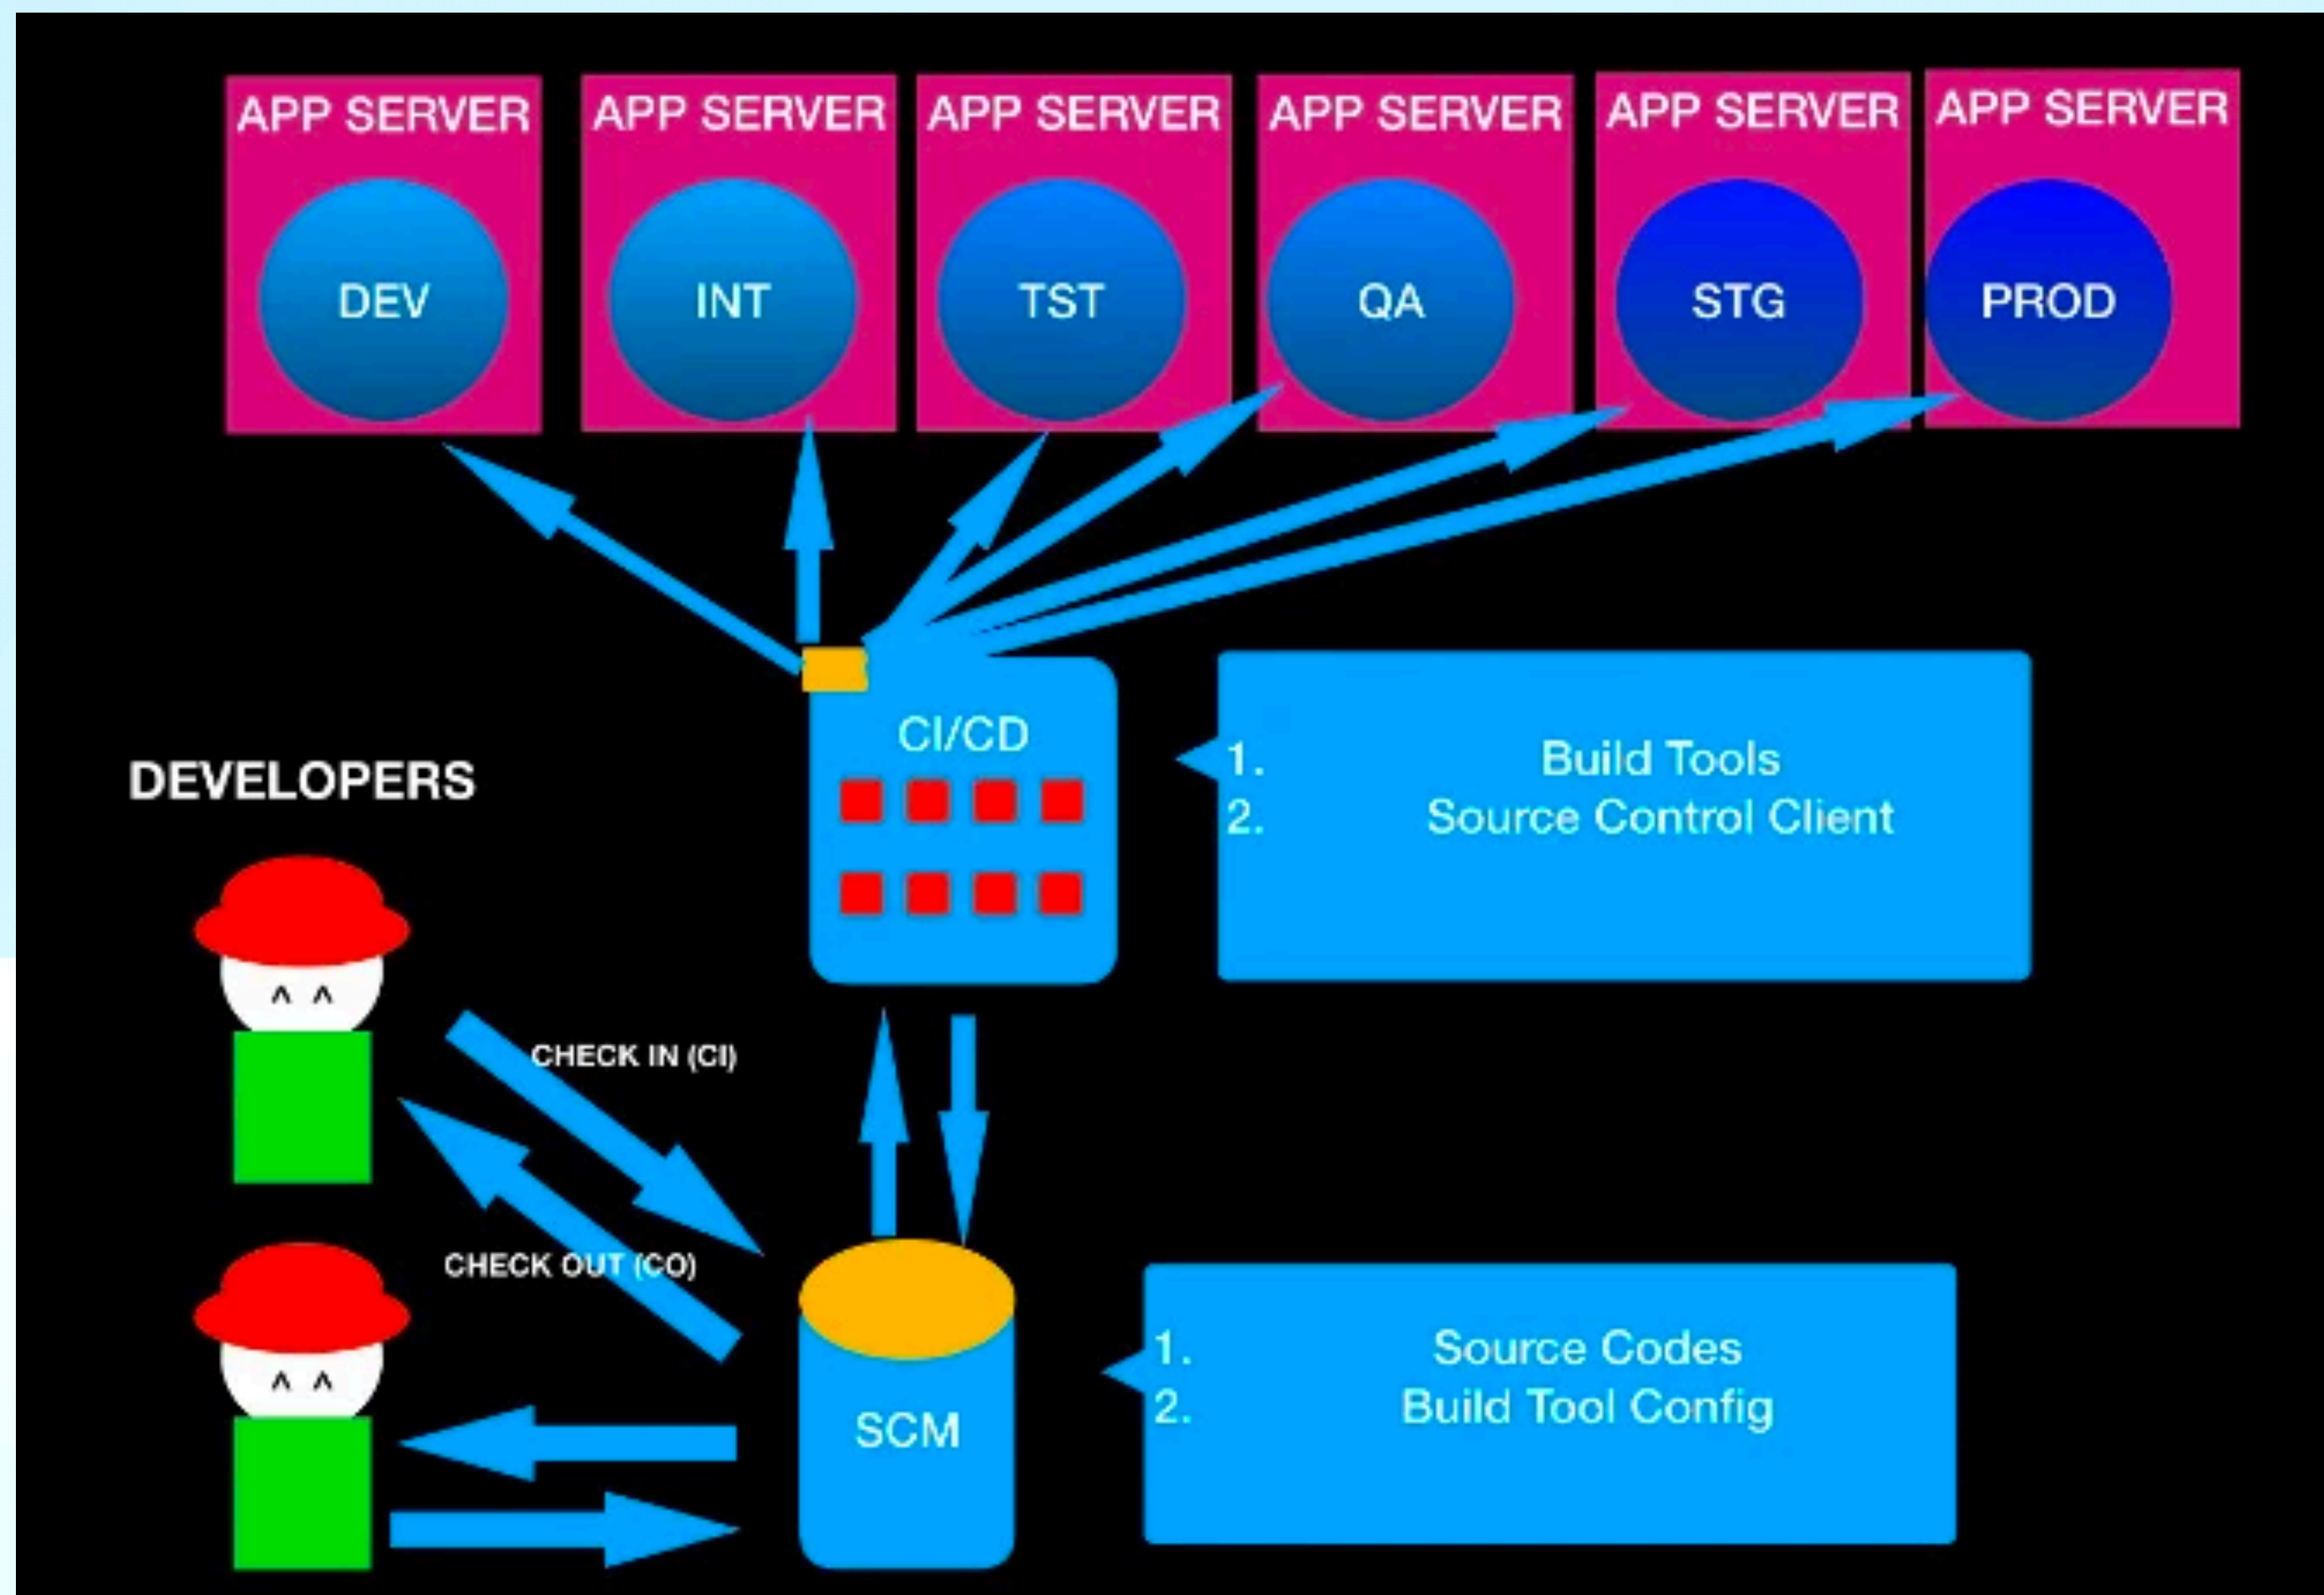 APP SERVER APP SERVER APP SERVER APP SERVER APP SERVER APP SERVER
DEV INT TST QA STG PROD
CI/CD
1. Build Tools
2. Source Control Client
DEVELOPERS
^ ^
CHECK IN (CI)
CHECK OUT (CO)
^ ^
SCM
1. Source Codes
2. Build Tool Config